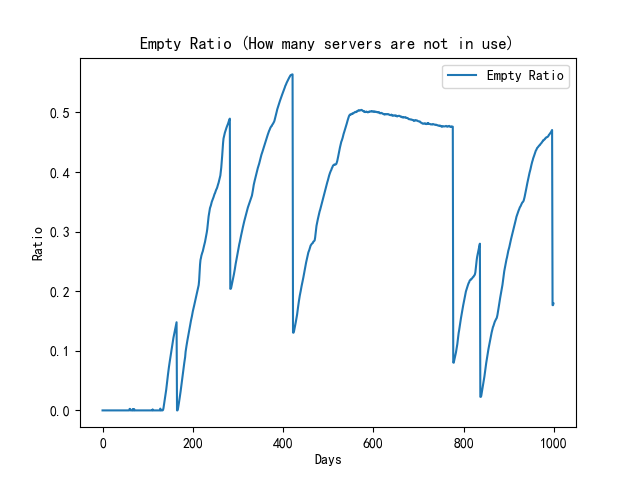 Empty Ratio (How many servers are not in use)
Empty Ratio
0.5
0.4
0.3
0.2
0.1
0.0
Ratio
0 200 400 600 800 1000
Days